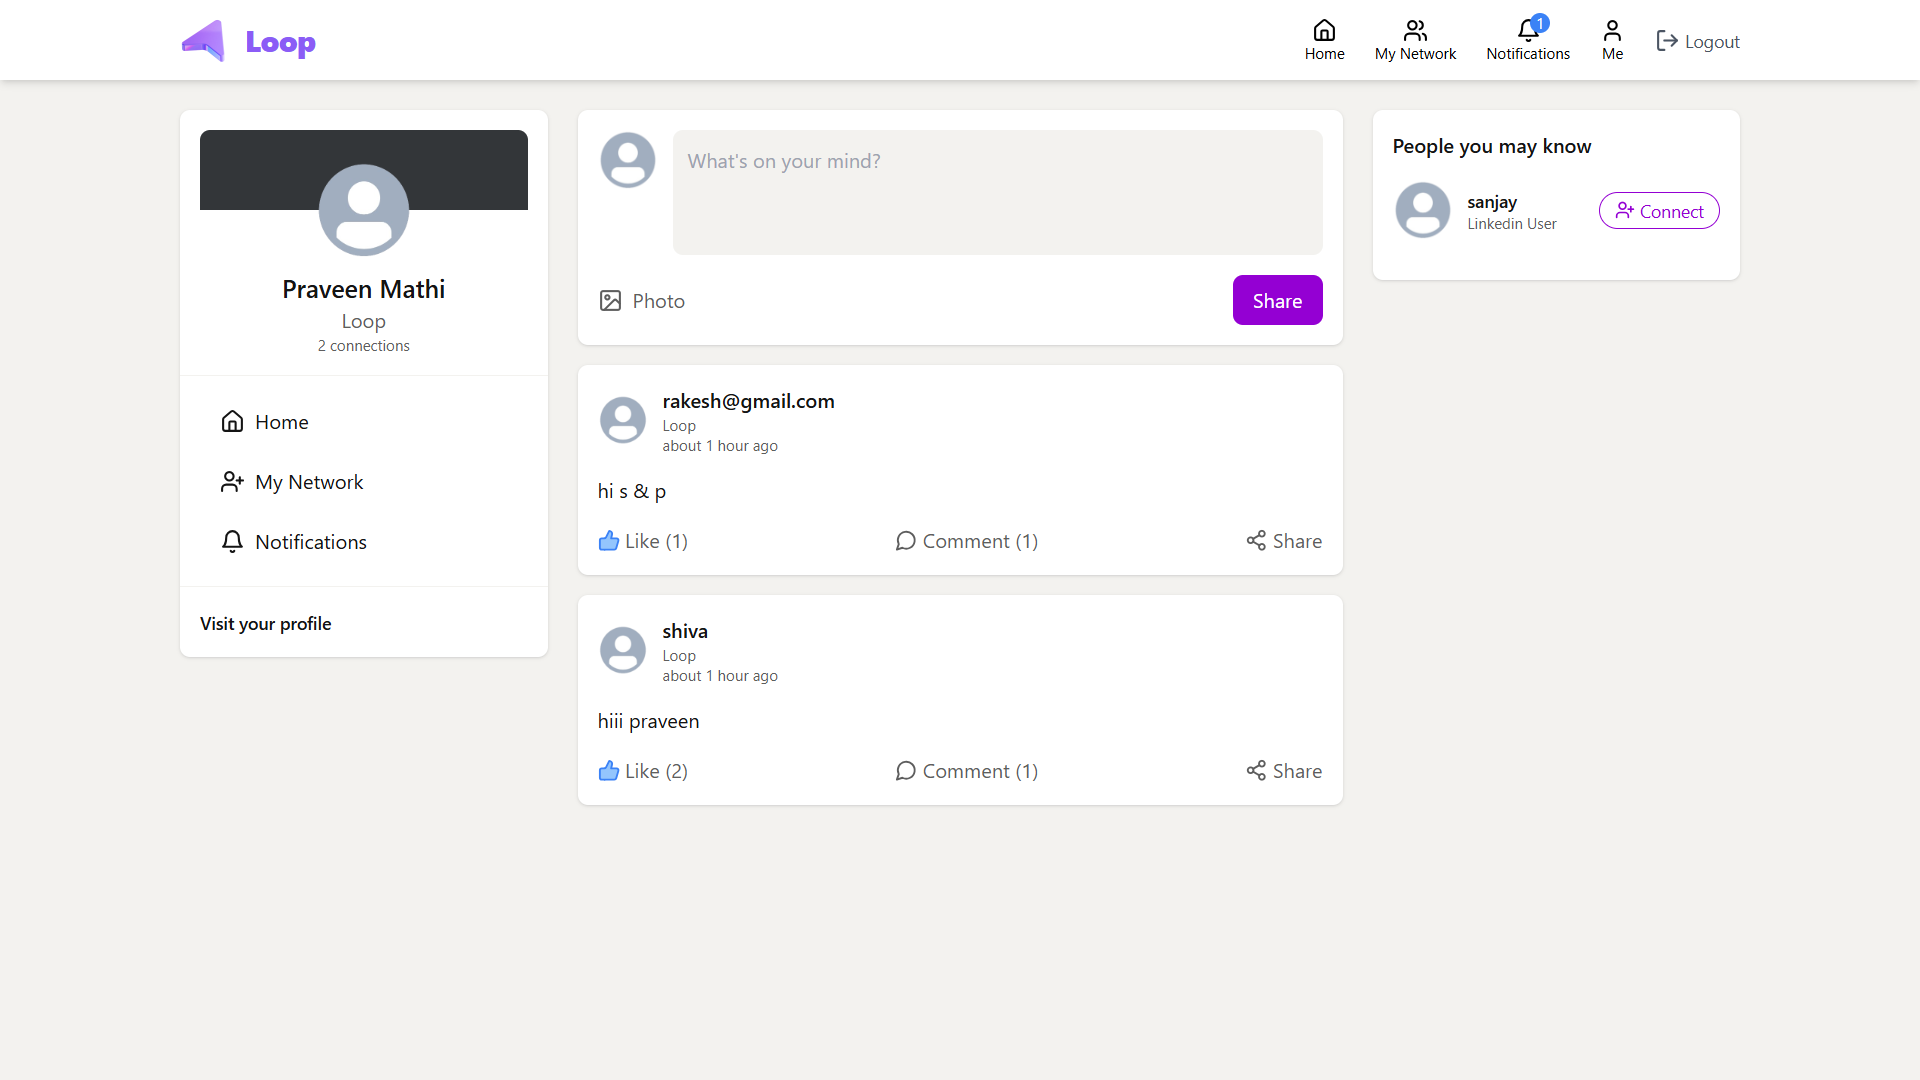 Loop
Home
My Network
1
Notifications
Me
Logout
Praveen Mathi
Loop
2 connections
Home
My Network
Notifications
Visit your profile
What's on your mind?
Photo
Share
rakesh@gmail.com
Loop
about 1 hour ago
hi s & p
Like (1)
Comment (1)
Share
shiva
Loop
about 1 hour ago
hiii praveen
Like (2)
Comment (1)
Share
People you may know
sanjay
Linkedin User
Connect